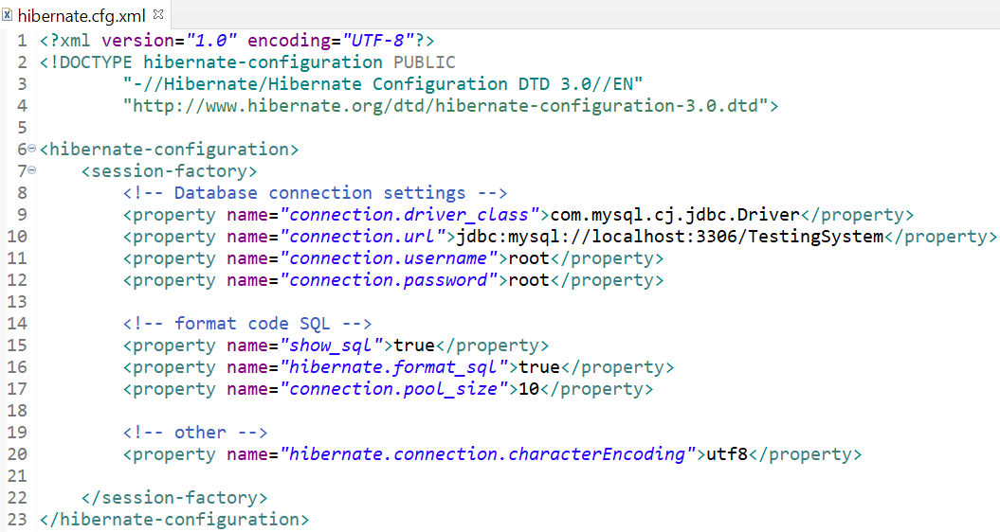 hibernate.cfg.xml
1 <?xml version="1.0" encoding="UTF-8"?>
2 <!DOCTYPE hibernate-configuration PUBLIC
3         "-//Hibernate/Hibernate Configuration DTD 3.0//EN"
4         "http://www.hibernate.org/dtd/hibernate-configuration-3.0.dtd">
5
6 <hibernate-configuration>
7     <session-factory>
8         <!-- Database connection settings -->
9         <property name="connection.driver_class">com.mysql.cj.jdbc.Driver</property>
10         <property name="connection.url">jdbc:mysql://localhost:3306/TestingSystem</property>
11         <property name="connection.username">root</property>
12         <property name="connection.password">root</property>
13
14         <!-- format code SQL -->
15         <property name="show_sql">true</property>
16         <property name="hibernate.format_sql">true</property>
17         <property name="connection.pool_size">10</property>
18
19         <!-- other -->
20         <property name="hibernate.connection.characterEncoding">utf8</property>
21
22     </session-factory>
23 </hibernate-configuration>